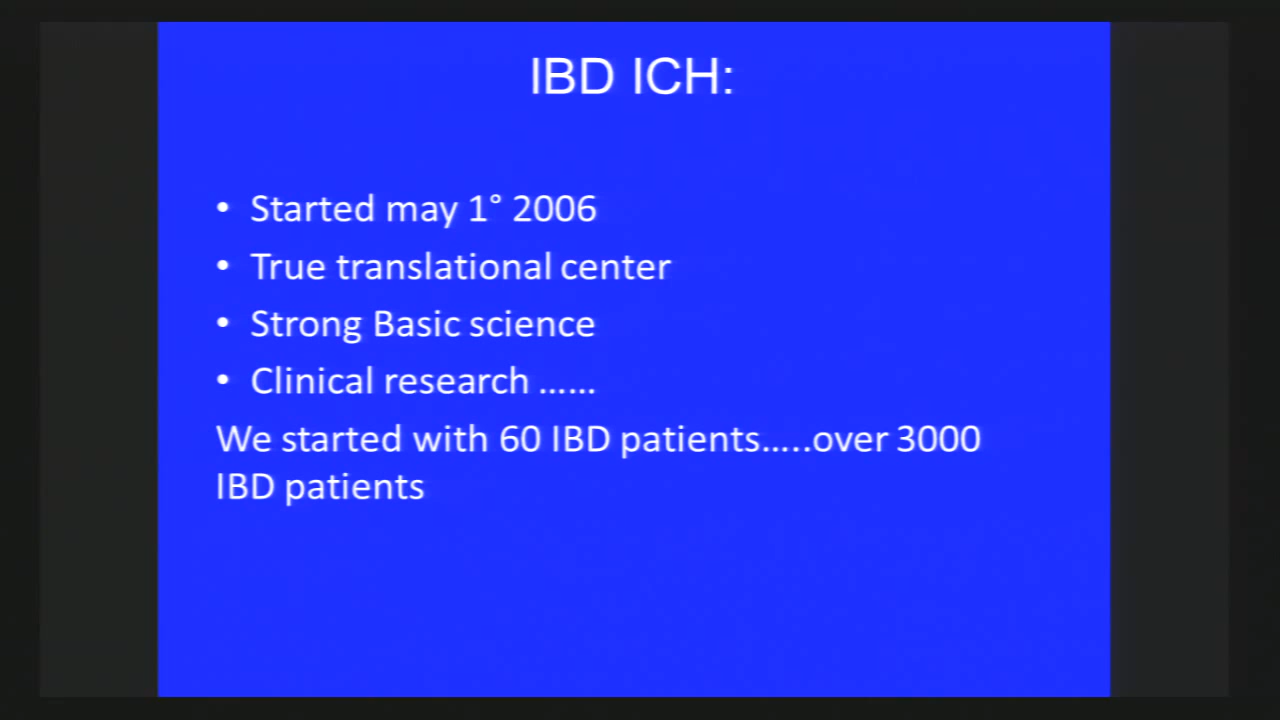 IBD ICH:
• Started may 1° 2006
• True translational center
• Strong Basic science
• Clinical research ......
We started with 60 IBD patients.....over 3000
IBD patients